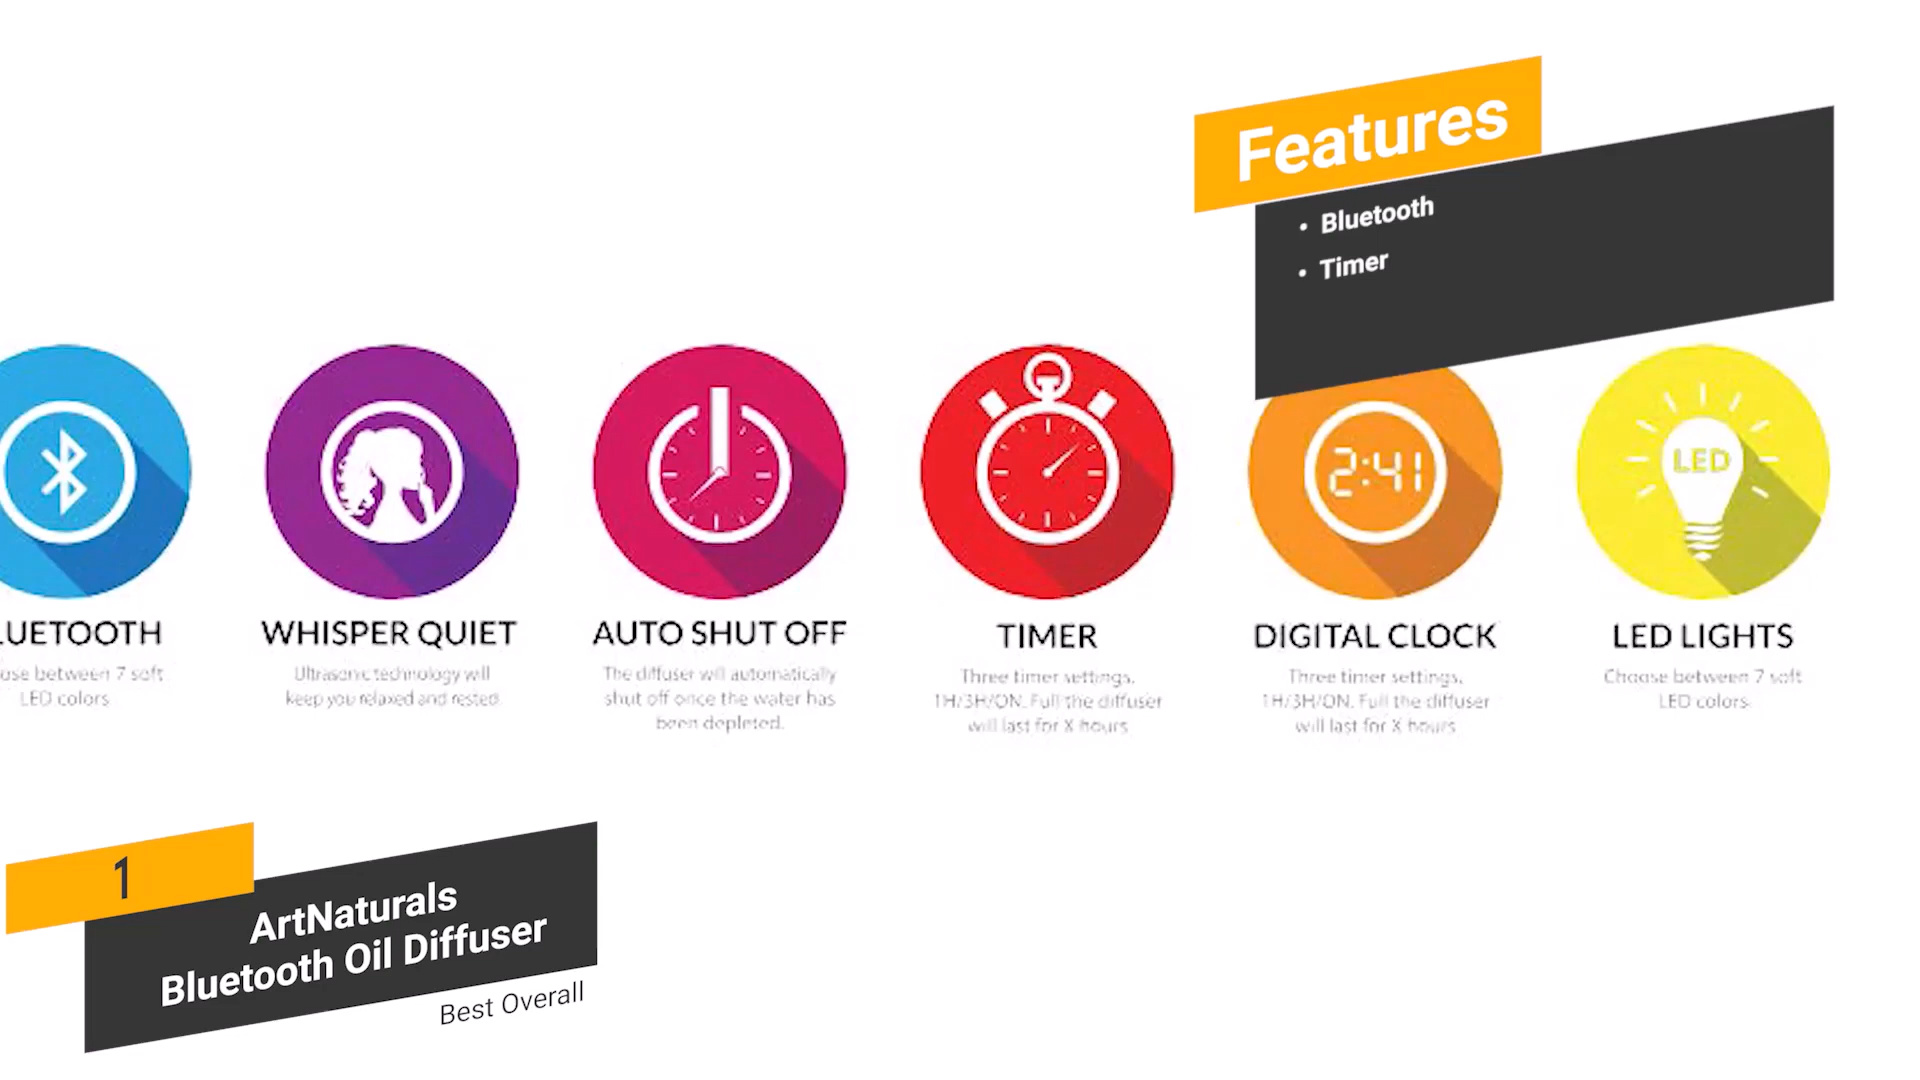 Features
• Bluetooth
• Timer
2:41
LED
LUETOOTH
ose between 7 soft
LED colors.
WHISPER QUIET
Ultrasonic technology will
keep you relaxed and rested.
AUTO SHUT OFF
The diffuser will automatically
shut off once the water has
been depleted.
TIMER
Three timer settings,
1H/3H/ON. Full the diffuser
will last for X hours
DIGITAL CLOCK
Three timer settings,
1H/3H/ON. Full the diffuser
will last for X hours
LED LIGHTS
Choose between 7 soft
LED colors.
1
ArtNaturals
Bluetooth Oil Diffuser
Best Overall